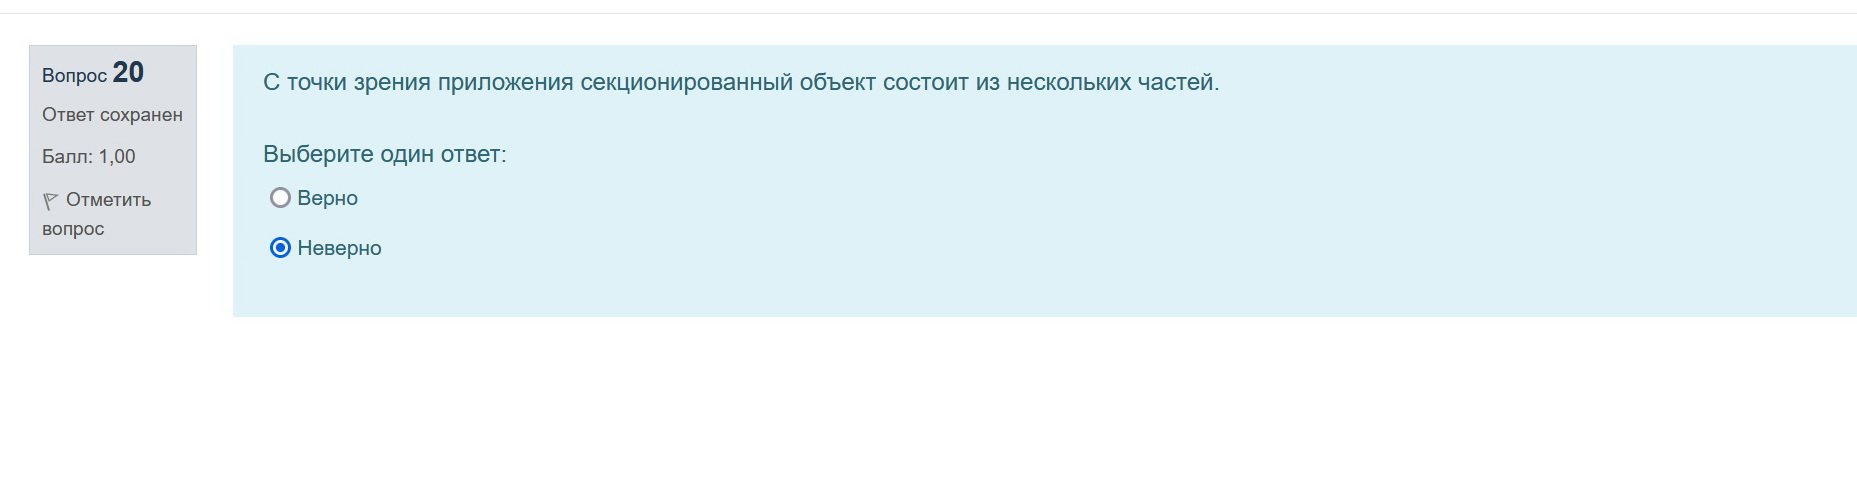 Вопрос 20
Ответ сохранен
Балл: 1,00
Отметить
вопрос
С точки зрения приложения секционированный объект состоит из нескольких частей.
Выберите один ответ:
Верно
Неверно